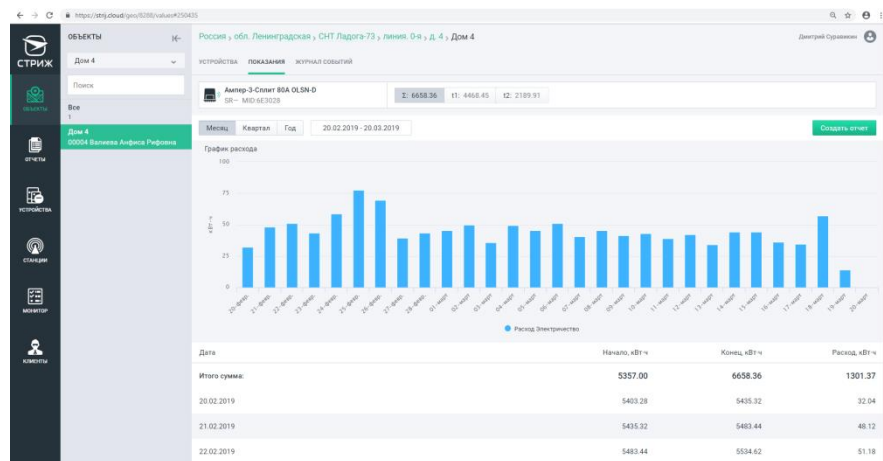 https://strij.cloud/geo/8288/values#250435
СТРИЖ
ОБЪЕКТЫ
ОТЧЕТЫ
УСТРОЙСТВА
СТАНЦИИ
МОНИТОР
КЛИЕНТЫ
ОБЪЕКТЫ
Дом 4
Поиск
Все
1
Дом 4
00004 Валиева Анфиса Рифовна
Россия › обл. Ленинградская › СНТ Ладога-73 › линия. 0-я › д. 4 › Дом 4
Дмитрий Суравикин
УСТРОЙСТВА ПОКАЗАНИЯ ЖУРНАЛ СОБЫТИЙ
Ампер-3-Сплит 80А OLSN-D
SR— MID:6E3028
Σ: 6658.36 t1: 4468.45 t2: 2189.91
Месяц Квартал Год 20.02.2019 - 20.03.2019 Создать отчет
График расхода
100
75
50
25
0
кВт·ч
20-февр. 21-февр. 22-февр. 23-февр. 24-февр. 25-февр. 26-февр. 27-февр. 28-февр. 01-март 02-март 03-март 04-март 05-март 06-март 07-март 08-март 09-март 10-март 11-март 12-март 13-март 14-март 15-март 16-март 17-март 18-март 19-март 20-март
Расход Электричество
Дата Начало, кВт·ч Конец, кВт·ч Расход, кВт·ч
Итого сумма: 5357.00 6658.36 1301.37
20.02.2019 5403.28 5435.32 32.04
21.02.2019 5435.32 5483.44 48.12
22.02.2019 5483.44 5534.62 51.18